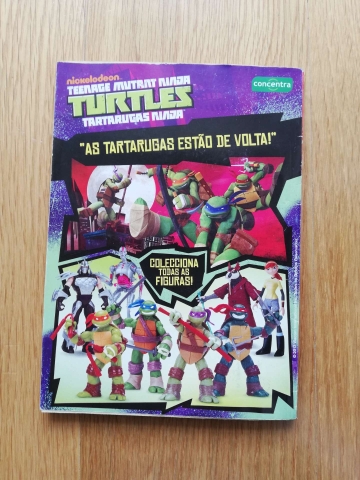 nickelodeon
TEENAGE MUTANT NINJA
TURTLES
TARTARUGAS NINJA
concentra
"AS TARTARUGAS ESTÃO DE VOLTA!"
COLECCIONA
TODAS AS
FIGURAS!